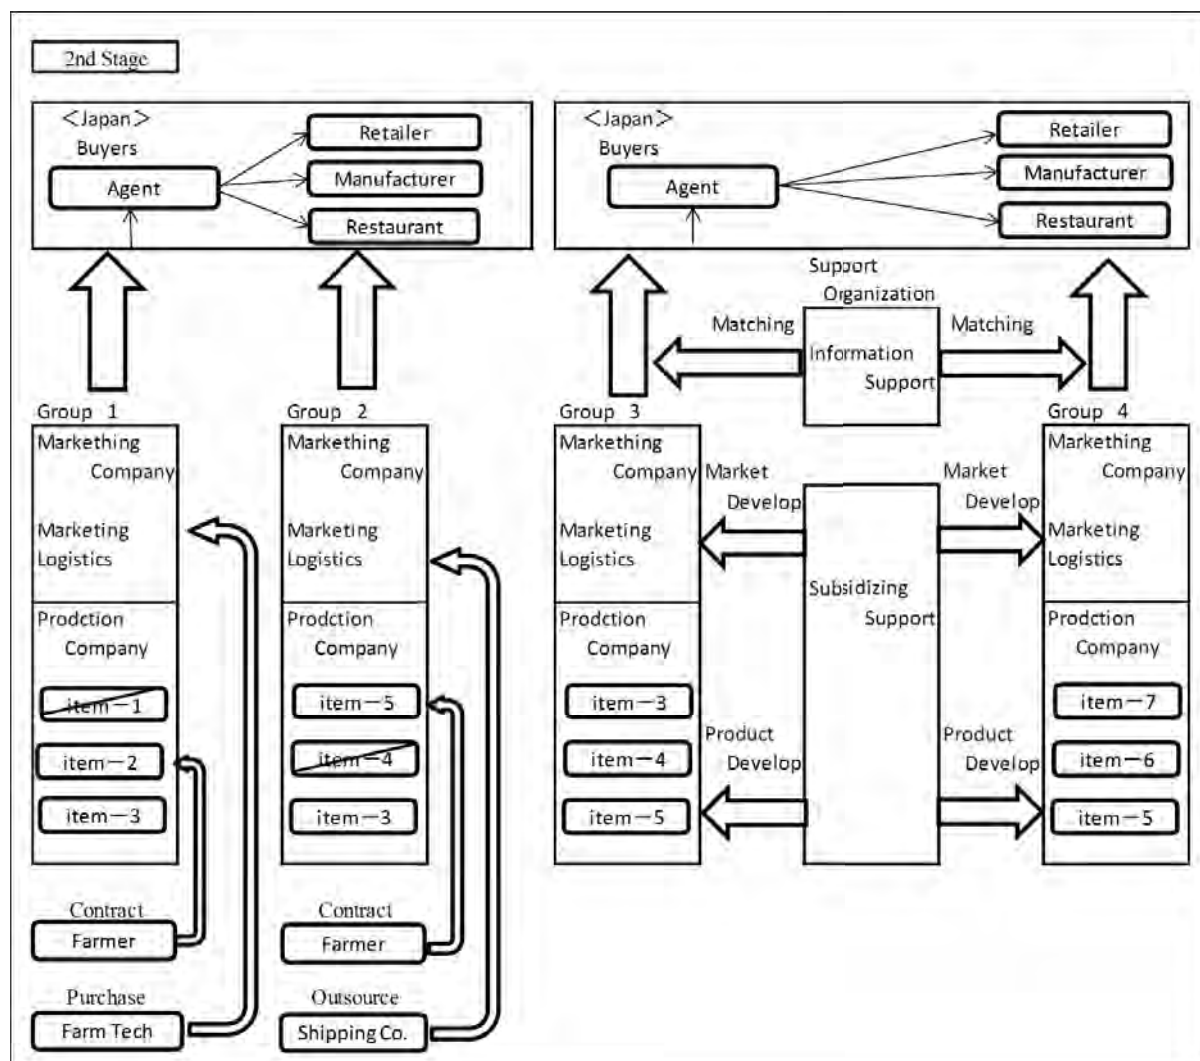 2nd Stage
＜Japan＞
Buyers
Agent
Retailer
Manufacturer
Restaurant
＜Japan＞
Buyers
Agent
Retailer
Manufacturer
Restaurant
Support
Organization
Matching
Information
Support
Matching
Group 1
Markething
Company
Marketing
Logistics
Prodction
Company
item－1
item－2
item－3
Contract
Farmer
Purchase
Farm Tech
Group 2
Markething
Company
Marketing
Logistics
Prodction
Company
item－5
item－4
item－3
Contract
Farmer
Outsource
Shipping Co.
Group 3
Markething
Company
Marketing
Logistics
Prodction
Company
item－3
item－4
item－5
Market
Develop
Product
Develop
Subsidizing
Support
Market
Develop
Product
Develop
Group 4
Markething
Company
Marketing
Logistics
Prodction
Company
item－7
item－6
item－5